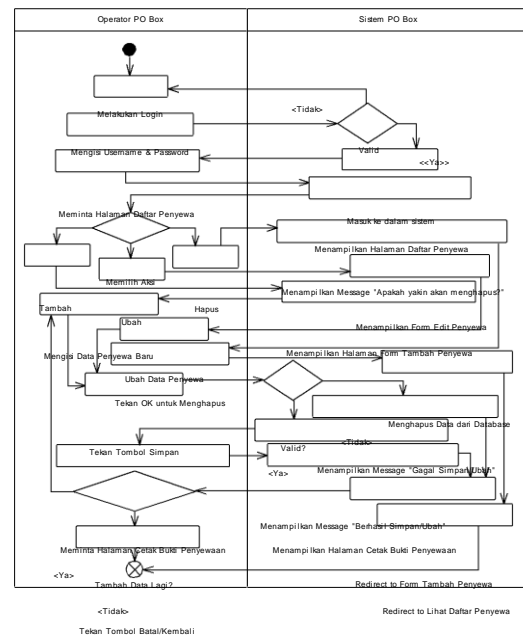 Operator PO Box
Sistem PO Box
Melakukan Login
<Tidak>
Mengisi Username & Password
Valid
<<Ya>>
Meminta Halaman Daftar Penyewa
Masuk ke dalam sistem
Menampilkan Halaman Daftar Penyewa
Memilih Aksi
Menampilkan Message "Apakah yakin akan menghapus?"
Tambah
Hapus
Ubah
Menampilkan Form Edit Penyewa
Mengisi Data Penyewa Baru
Menampilkan Halaman Form Tambah Penyewa
Ubah Data Penyewa
Tekan OK untuk Menghapus
Menghapus Data dari Database
Tekan Tombol Simpan
Valid?
<Tidak>
<Ya>
Menampilkan Message "Gagal Simpan/Ubah"
Menampilkan Message "Berhasil Simpan/Ubah"
Meminta Halaman Cetak Bukti Penyewaan
Menampilkan Halaman Cetak Bukti Penyewaan
<Ya>
Tambah Data Lagi?
Redirect to Form Tambah Penyewa
<Tidak>
Redirect to Lihat Daftar Penyewa
Tekan Tombol Batal/Kembali